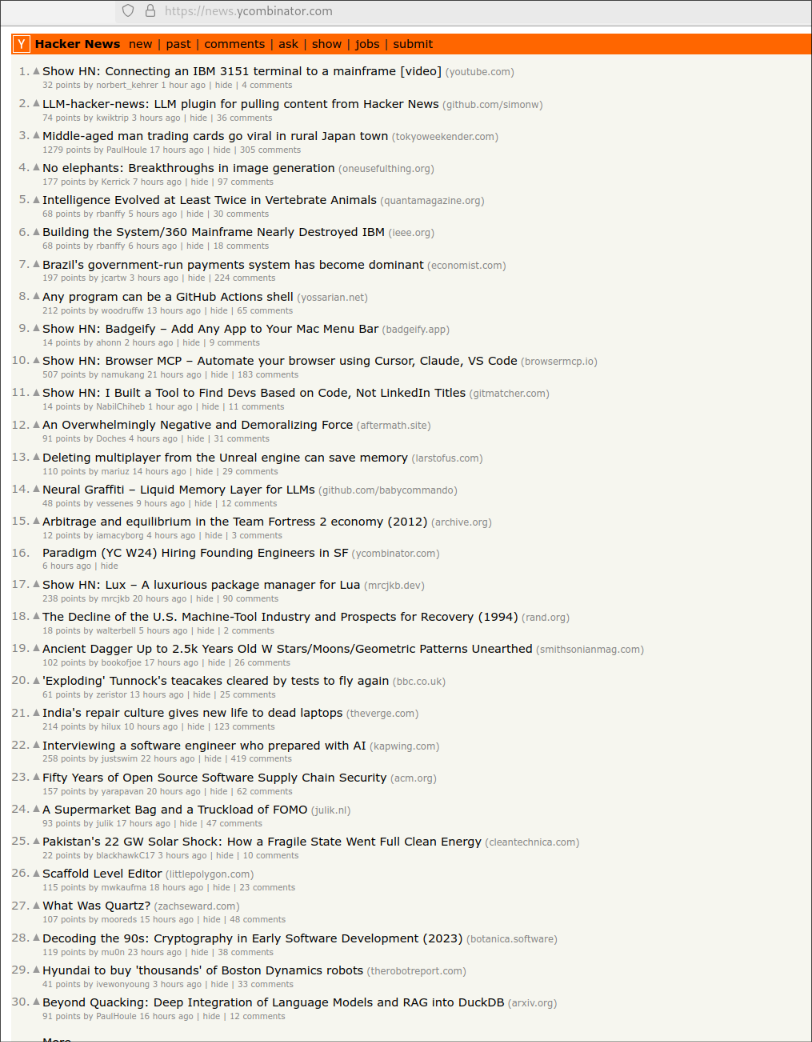 https://news.ycombinator.com
Y Hacker News new | past | comments | ask | show | jobs | submit
1. Show HN: Connecting an IBM 3151 terminal to a mainframe [video] (youtube.com)
32 points by norbert_kehrer 1 hour ago | hide | 4 comments
2. LLM-hacker-news: LLM plugin for pulling content from Hacker News (github.com/simonw)
74 points by kwiktrip 3 hours ago | hide | 36 comments
3. Middle-aged man trading cards go viral in rural Japan town (tokyoweekender.com)
1279 points by PaulHoule 17 hours ago | hide | 305 comments
4. No elephants: Breakthroughs in image generation (oneusefulthing.org)
177 points by Kerrick 7 hours ago | hide | 97 comments
5. Intelligence Evolved at Least Twice in Vertebrate Animals (quantamagazine.org)
68 points by rbanffy 5 hours ago | hide | 30 comments
6. Building the System/360 Mainframe Nearly Destroyed IBM (ieee.org)
68 points by rbanffy 6 hours ago | hide | 18 comments
7. Brazil's government-run payments system has become dominant (economist.com)
197 points by jcartw 3 hours ago | hide | 224 comments
8. Any program can be a GitHub Actions shell (yossarian.net)
212 points by woodruffw 13 hours ago | hide | 65 comments
9. Show HN: Badgeify – Add Any App to Your Mac Menu Bar (badgeify.app)
14 points by ahonn 2 hours ago | hide | 9 comments
10. Show HN: Browser MCP – Automate your browser using Cursor, Claude, VS Code (browsermcp.io)
507 points by namukang 21 hours ago | hide | 183 comments
11. Show HN: I Built a Tool to Find Devs Based on Code, Not LinkedIn Titles (gitmatcher.com)
14 points by NabilChiheb 1 hour ago | hide | 11 comments
12. An Overwhelmingly Negative and Demoralizing Force (aftermath.site)
91 points by Doches 4 hours ago | hide | 31 comments
13. Deleting multiplayer from the Unreal engine can save memory (larstofus.com)
110 points by mariuz 14 hours ago | hide | 29 comments
14. Neural Graffiti – Liquid Memory Layer for LLMs (github.com/babycommando)
48 points by vessenes 9 hours ago | hide | 12 comments
15. Arbitrage and equilibrium in the Team Fortress 2 economy (2012) (archive.org)
12 points by iamacyborg 4 hours ago | hide | 3 comments
16. Paradigm (YC W24) Hiring Founding Engineers in SF (ycombinator.com)
6 hours ago | hide
17. Show HN: Lux – A luxurious package manager for Lua (mrcjkb.dev)
238 points by mrcjkb 20 hours ago | hide | 90 comments
18. The Decline of the U.S. Machine-Tool Industry and Prospects for Recovery (1994) (rand.org)
18 points by walterbell 5 hours ago | hide | 2 comments
19. Ancient Dagger Up to 2.5k Years Old W Stars/Moons/Geometric Patterns Unearthed (smithsonianmag.com)
102 points by bookofjoe 17 hours ago | hide | 26 comments
20. 'Exploding' Tunnock's teacakes cleared by tests to fly again (bbc.co.uk)
61 points by zeristor 13 hours ago | hide | 25 comments
21. India's repair culture gives new life to dead laptops (theverge.com)
214 points by hilux 10 hours ago | hide | 123 comments
22. Interviewing a software engineer who prepared with AI (kapwing.com)
258 points by justswim 22 hours ago | hide | 419 comments
23. Fifty Years of Open Source Software Supply Chain Security (acm.org)
157 points by yarapavan 20 hours ago | hide | 62 comments
24. A Supermarket Bag and a Truckload of FOMO (julik.nl)
93 points by julik 17 hours ago | hide | 47 comments
25. Pakistan's 22 GW Solar Shock: How a Fragile State Went Full Clean Energy (cleantechnica.com)
22 points by blackhawkC17 3 hours ago | hide | 10 comments
26. Scaffold Level Editor (littlepolygon.com)
115 points by mwkaufma 18 hours ago | hide | 23 comments
27. What Was Quartz? (zachseward.com)
107 points by mooreds 15 hours ago | hide | 48 comments
28. Decoding the 90s: Cryptography in Early Software Development (2023) (botanica.software)
119 points by mu0n 23 hours ago | hide | 38 comments
29. Hyundai to buy 'thousands' of Boston Dynamics robots (therobotreport.com)
41 points by ivewonyoung 3 hours ago | hide | 33 comments
30. Beyond Quacking: Deep Integration of Language Models and RAG into DuckDB (arxiv.org)
91 points by PaulHoule 16 hours ago | hide | 12 comments
More